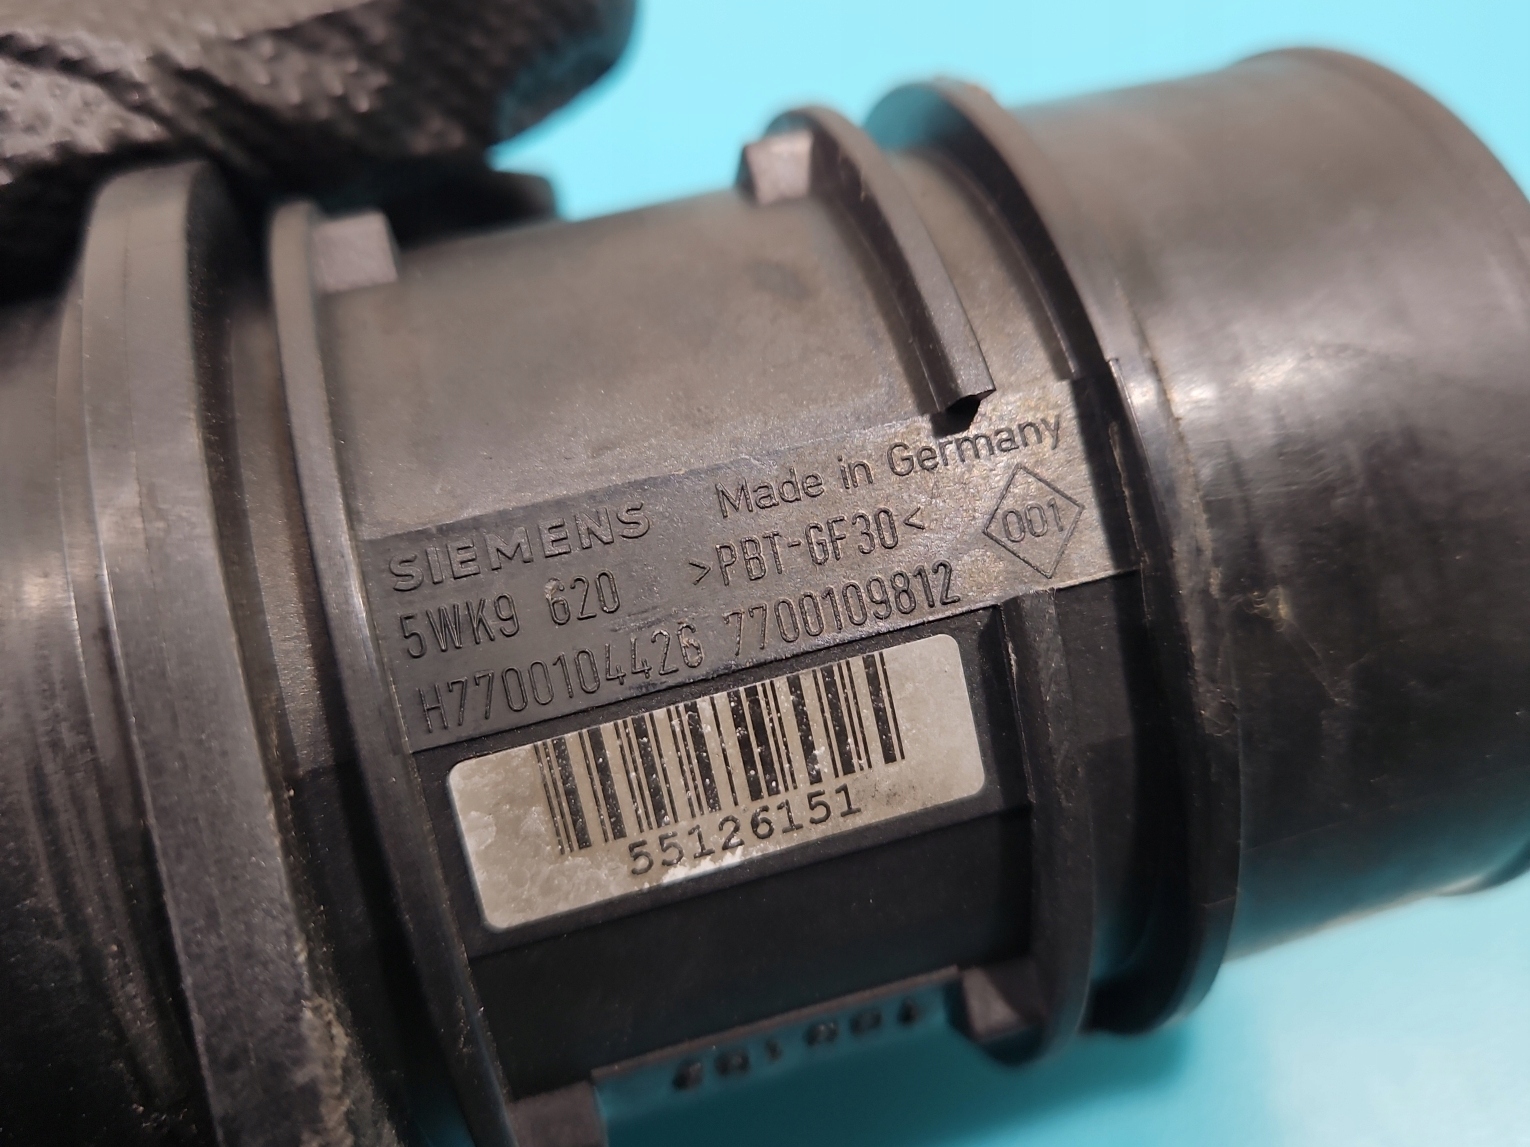 SIEMENS Made in Germany
5WK9 620 >PBT-GF30< 001
H7700104426 7700109812
55126151